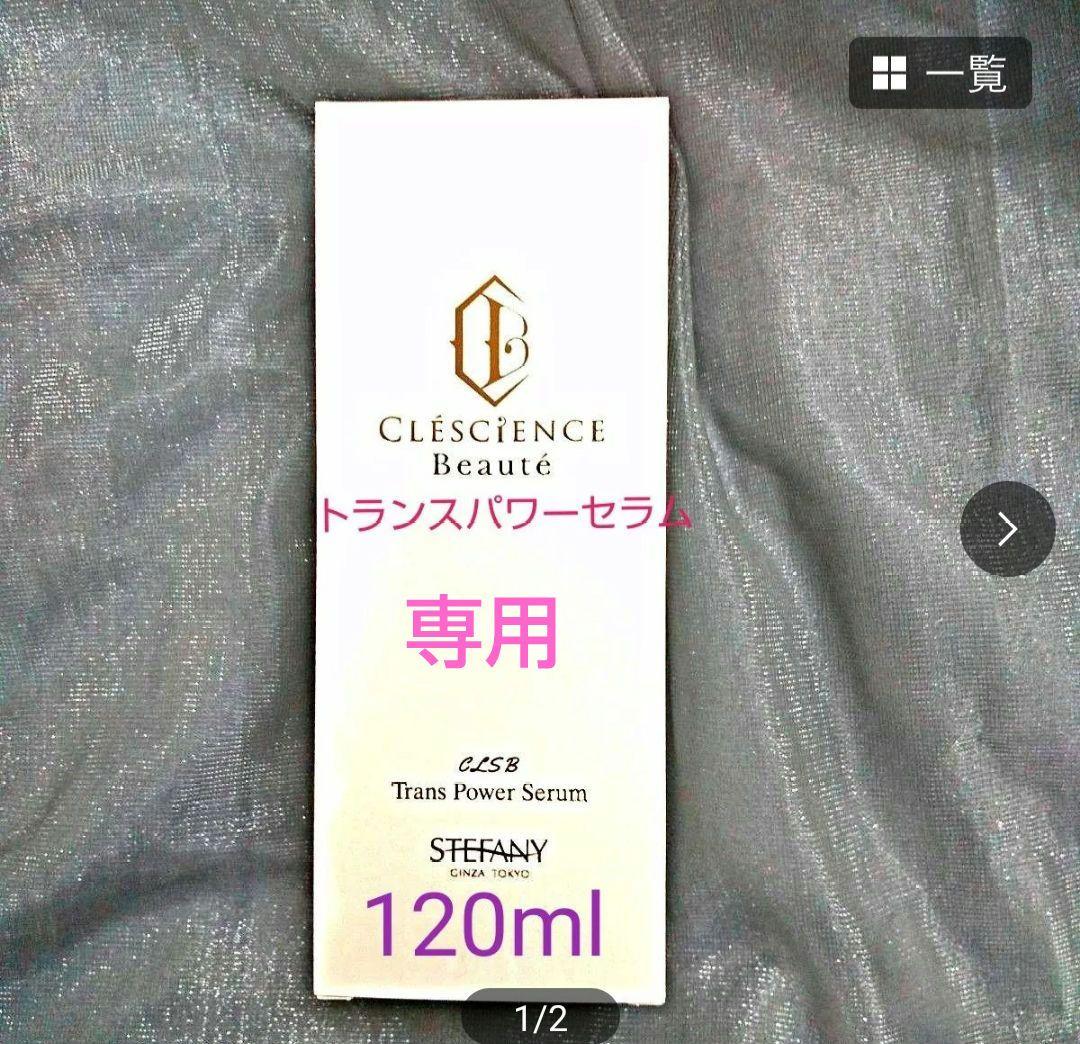 一覧
CLÉSCiENCE
Beauté
トランスパワーセラム
専用
CLSB
Trans Power Serum
STEFANY
GINZA TOKYO
120ml
1/2